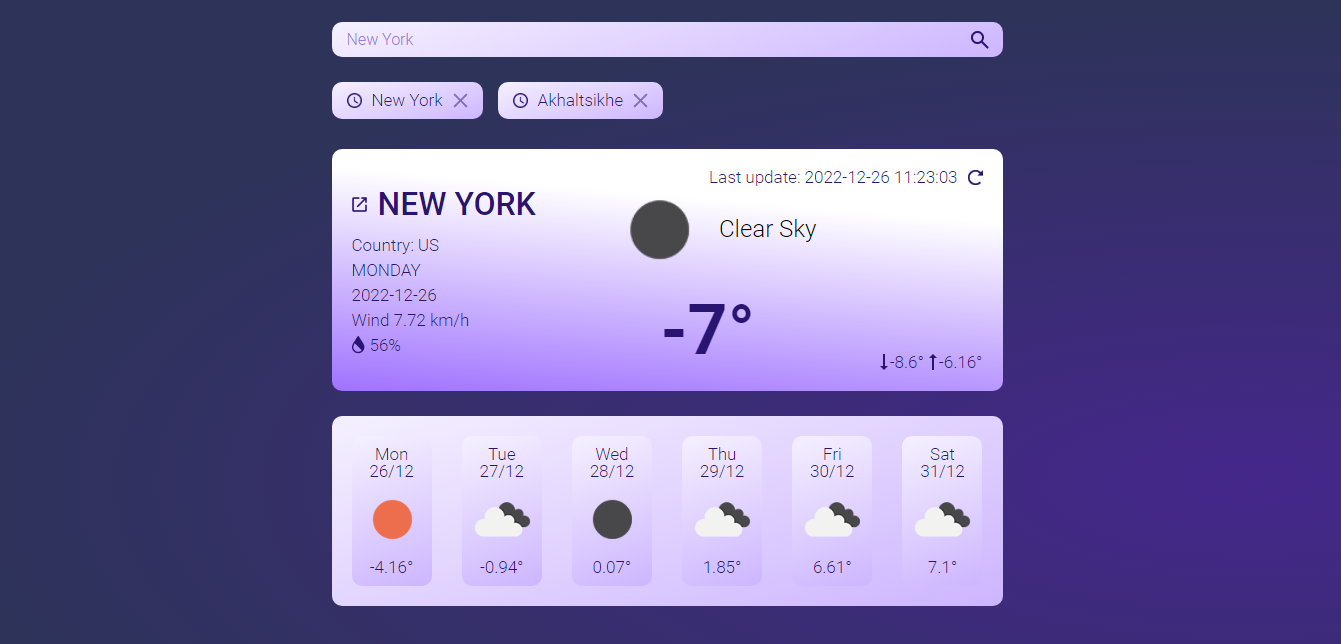 New York
New York
Akhaltsikhe
Last update: 2022-12-26 11:23:03
NEW YORK
Clear Sky
Country: US
MONDAY
2022-12-26
Wind 7.72 km/h
56%
-7°
-8.6° -6.16°
Mon
26/12
-4.16°
Tue
27/12
-0.94°
Wed
28/12
0.07°
Thu
29/12
1.85°
Fri
30/12
6.61°
Sat
31/12
7.1°